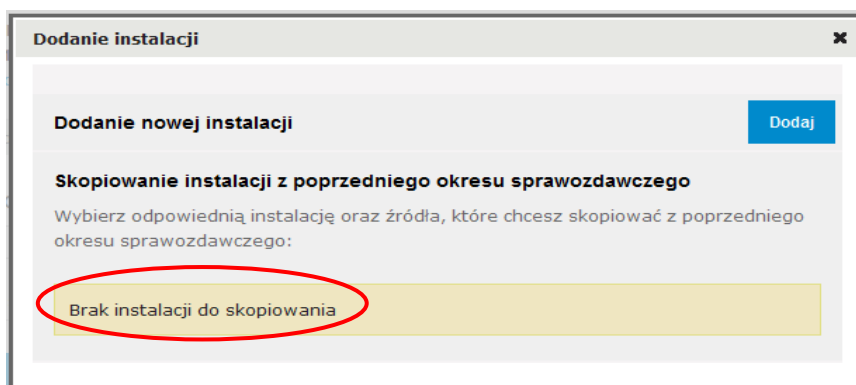 Dodanie instalacji
Dodanie nowej instalacji
Dodaj
Skopiowanie instalacji z poprzedniego okresu sprawozdawczego
Wybierz odpowiednią instalację oraz źródła, które chcesz skopiować z poprzedniego
okresu sprawozdawczego:
Brak instalacji do skopiowania